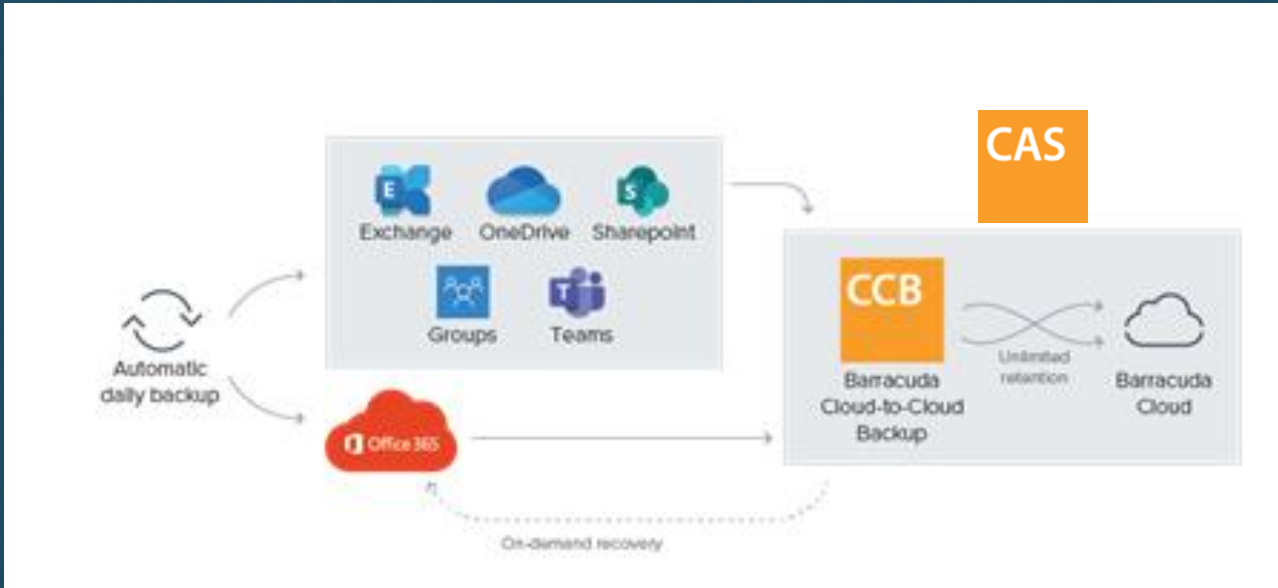 CAS
E
S
Exchange
OneDrive
Sharepoint
T
Groups
Teams
Automatic
daily backup
Office 365
CCB
Unlimited
retention
Barracuda
Cloud-to-Cloud
Backup
Barracuda
Cloud
On-demand recovery